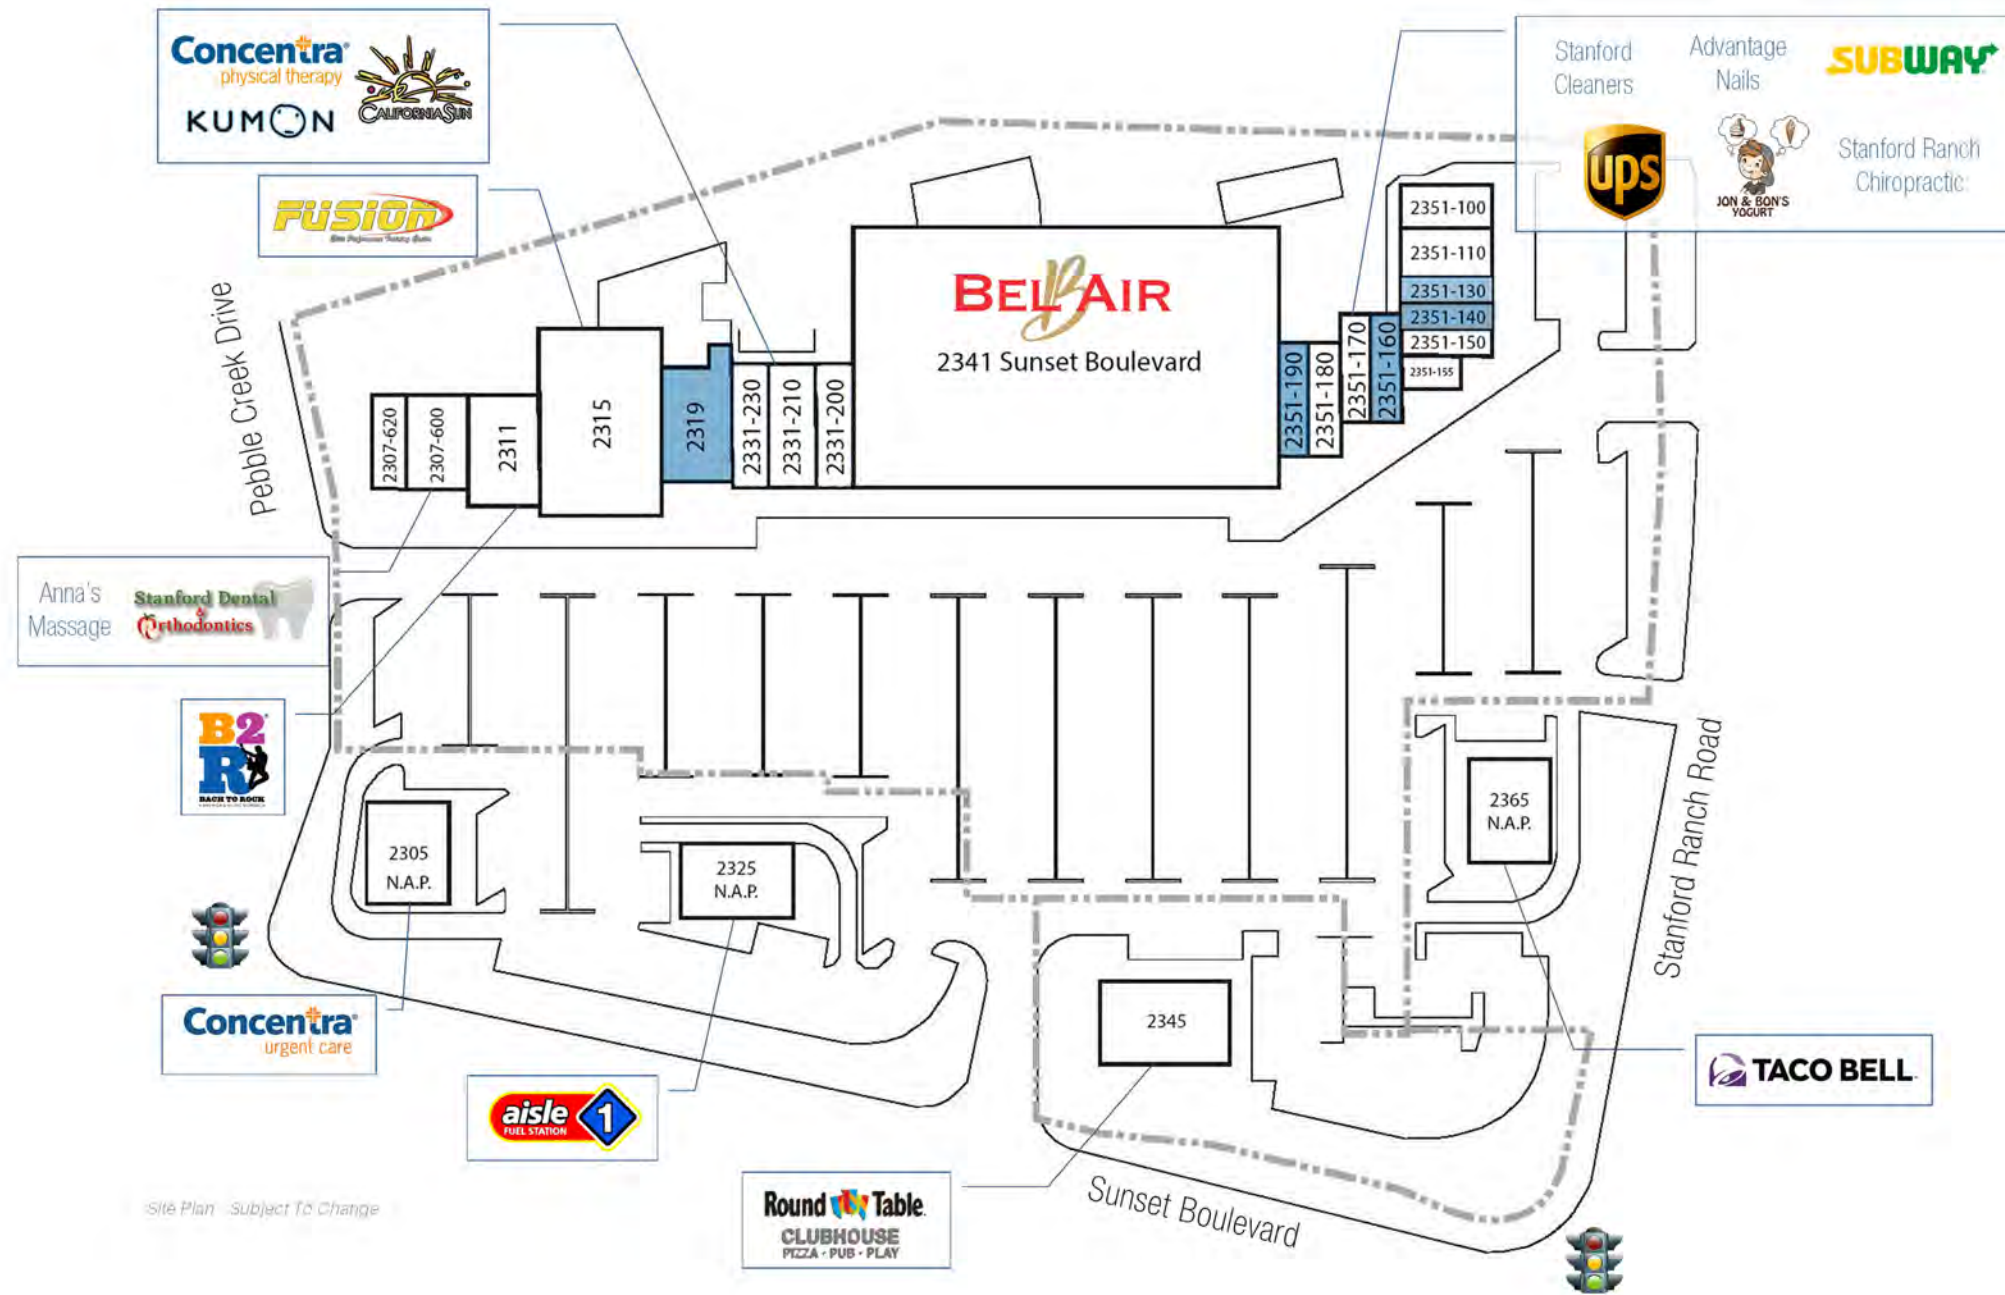 Concentra
physical therapy
KUMON
CALIFORNIA SUN
FUSION
Stanford
Cleaners
Advantage
Nails
SUBWAY
ups
JON & BON'S
YOGURT
Stanford Ranch
Chiropractic
BEL AIR
2341 Sunset Boulevard
2351-100
2351-110
2351-130
2351-140
2351-150
2351-155
2351-160
2351-170
2351-180
2351-190
2331-200
2331-210
2331-230
2319
2315
2311
2307-600
2307-620
Pebble Creek Drive
Anna's
Massage
Stanford Dental
&
Orthodontics
B2
R
BACH TO ROCK
2305
N.A.P.
2325
N.A.P.
2365
N.A.P.
2345
Stanford Ranch Road
Concentra
urgent care
aisle 1
FUEL STATION
TACO BELL
Round Table
CLUBHOUSE
PIZZA · PUB · PLAY
Sunset Boulevard
Site Plan Subject To Change